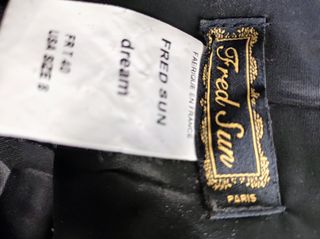 FABRIQUE EN FRANCE
FRED SUN
dream
FR T 40
USA SIZE 8
Fred Sun
PARIS